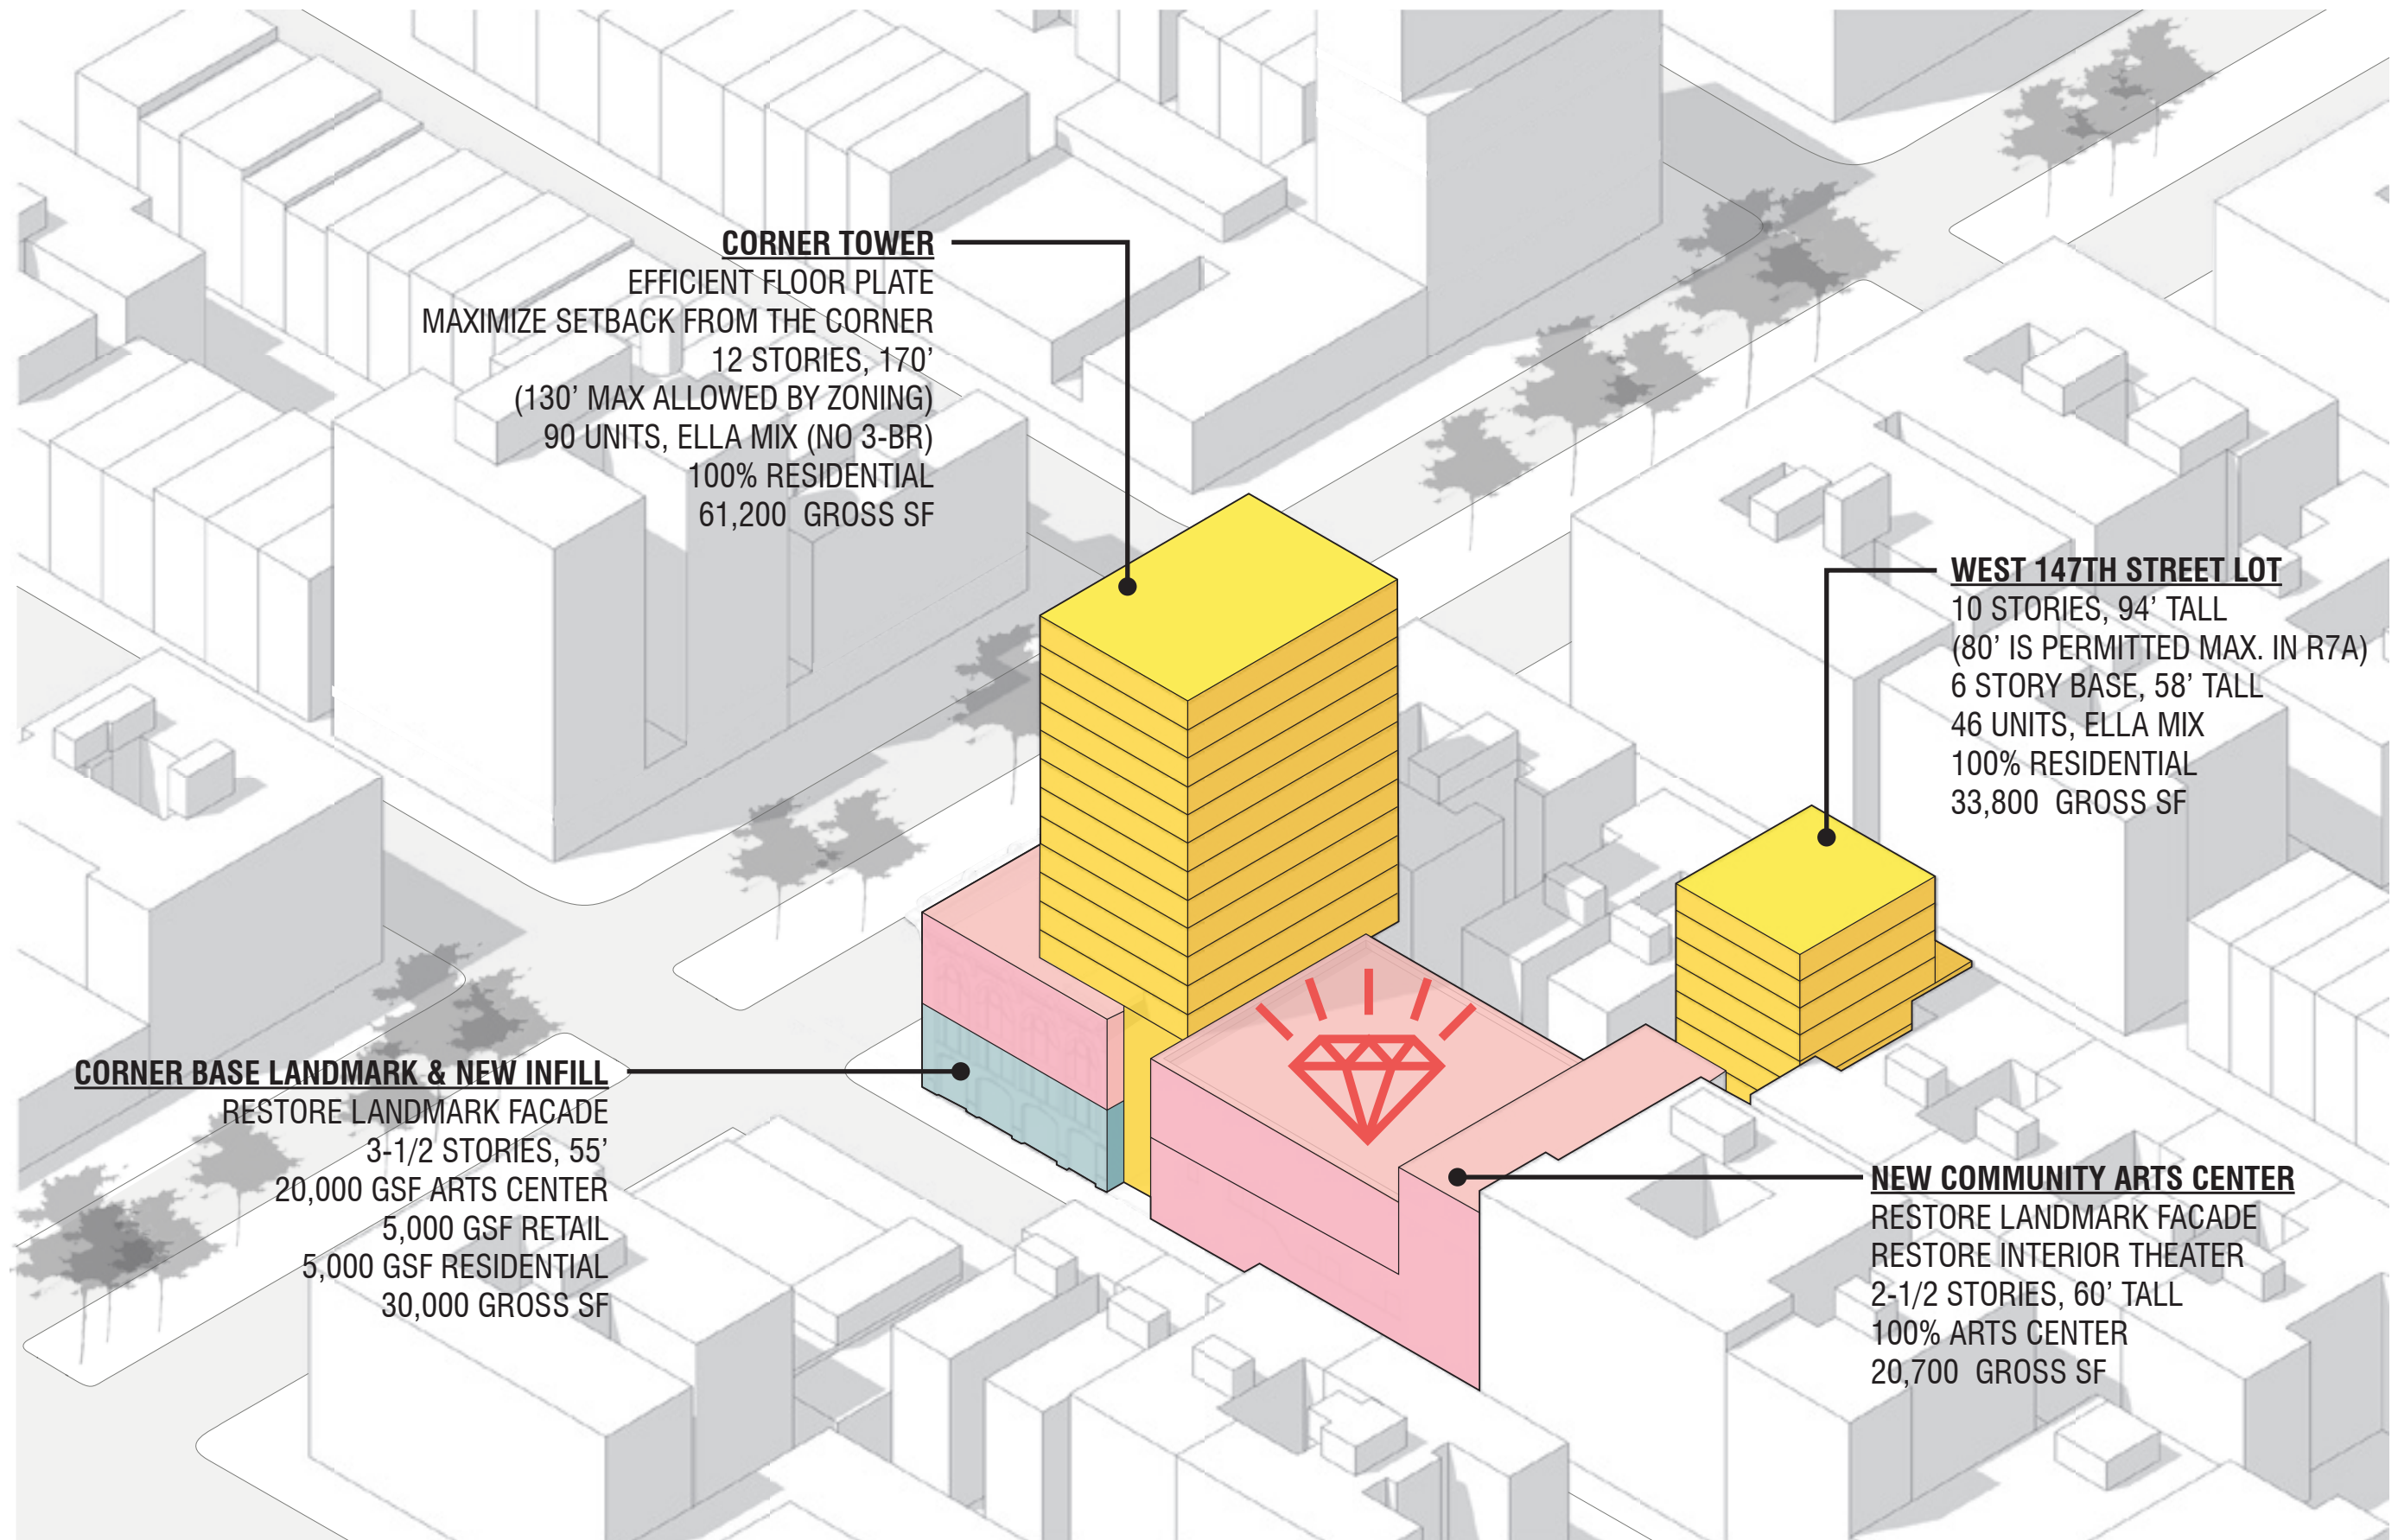 CORNER TOWER
EFFICIENT FLOOR PLATE
MAXIMIZE SETBACK FROM THE CORNER
12 STORIES, 170’
(130’ MAX ALLOWED BY ZONING)
90 UNITS, ELLA MIX (NO 3-BR)
100% RESIDENTIAL
61,200 GROSS SF
WEST 147TH STREET LOT
10 STORIES, 94’ TALL
(80’ IS PERMITTED MAX. IN R7A)
6 STORY BASE, 58’ TALL
46 UNITS, ELLA MIX
100% RESIDENTIAL
33,800 GROSS SF
CORNER BASE LANDMARK & NEW INFILL
RESTORE LANDMARK FACADE
3-1/2 STORIES, 55’
20,000 GSF ARTS CENTER
5,000 GSF RETAIL
5,000 GSF RESIDENTIAL
30,000 GROSS SF
NEW COMMUNITY ARTS CENTER
RESTORE LANDMARK FACADE
RESTORE INTERIOR THEATER
2-1/2 STORIES, 60’ TALL
100% ARTS CENTER
20,700 GROSS SF